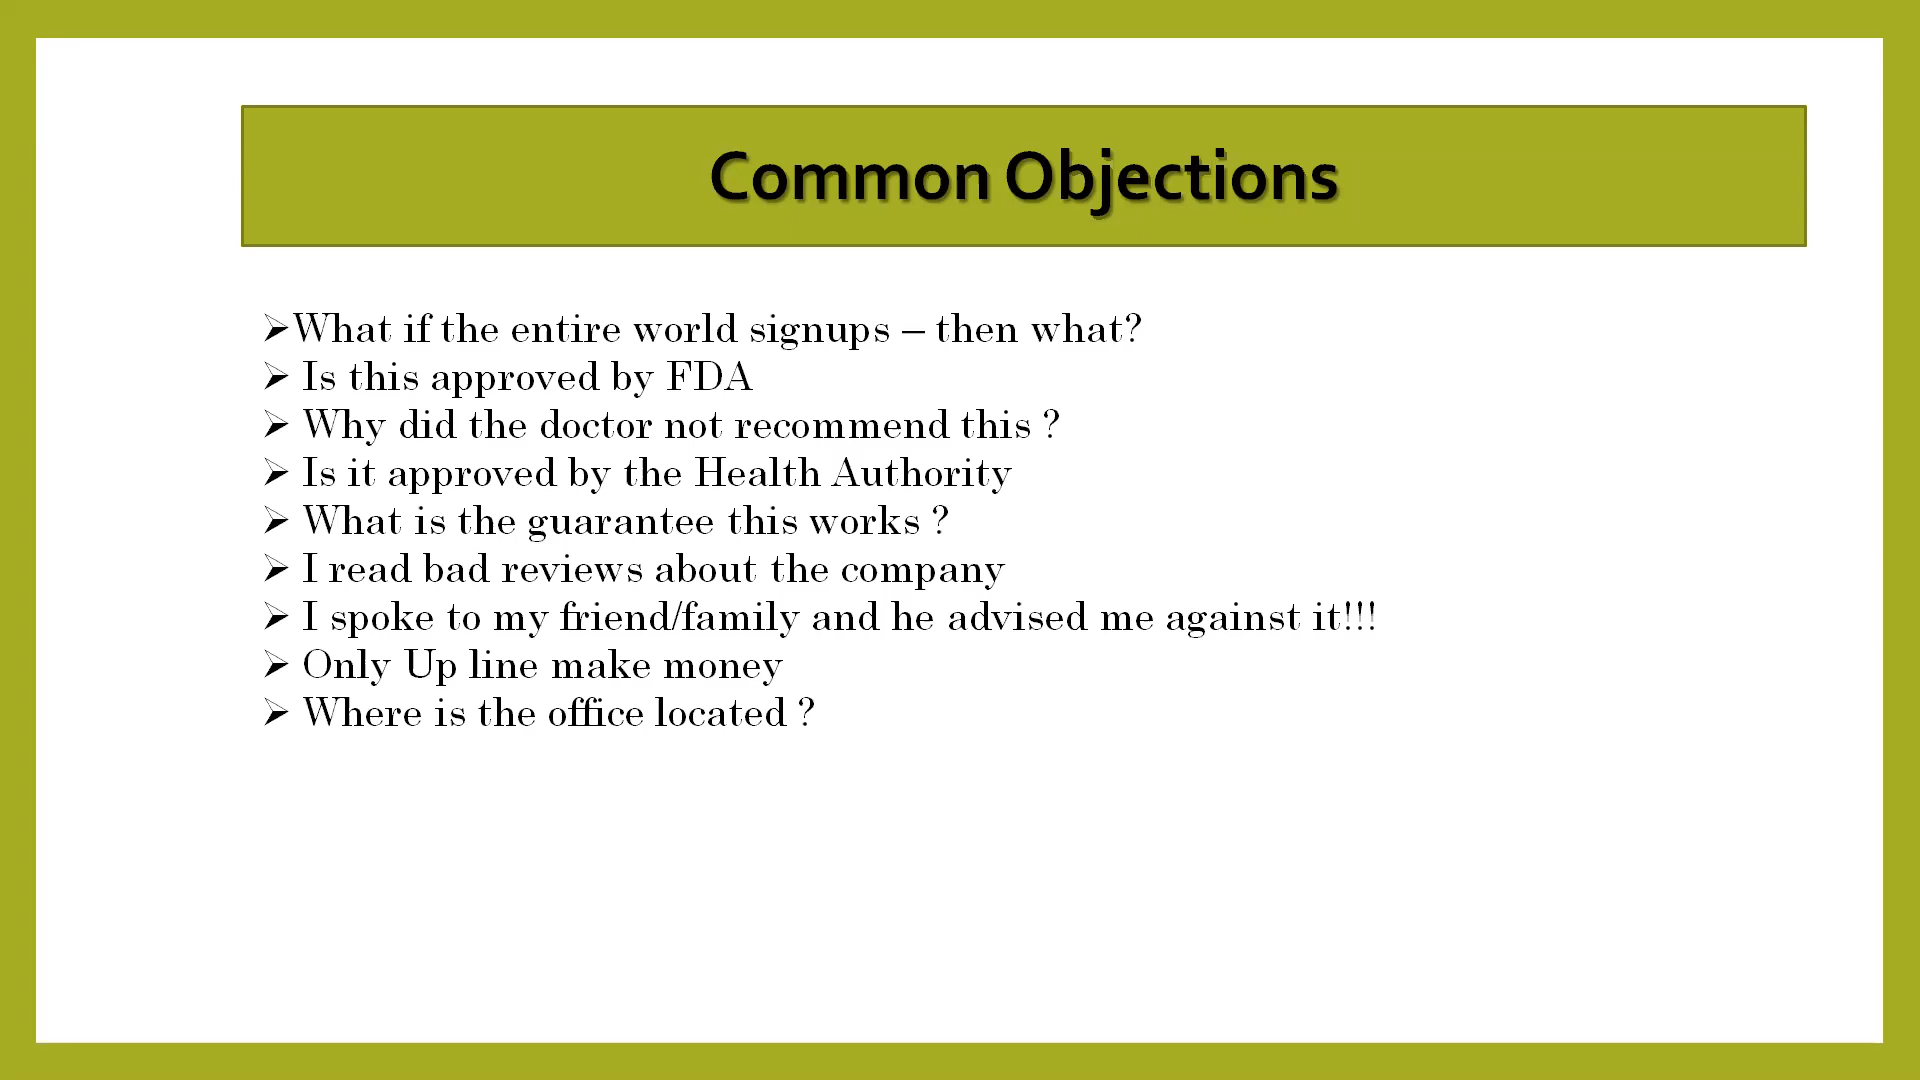 Common Objections
➢What if the entire world signups – then what?
➢ Is this approved by FDA
➢ Why did the doctor not recommend this ?
➢ Is it approved by the Health Authority
➢ What is the guarantee this works ?
➢ I read bad reviews about the company
➢ I spoke to my friend/family and he advised me against it!!!
➢ Only Up line make money
➢ Where is the office located ?